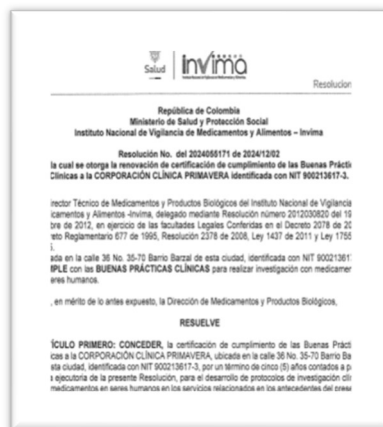 Salud
invima
Resolucion
República de Colombia
Ministerio de Salud y Protección Social
Instituto Nacional de Vigilancia de Medicamentos y Alimentos – Invima
Resolución No. del 2024055171 de 2024/12/02
la cual se otorga la renovación de certificación de cumplimiento de las Buenas Prácti
Clínicas a la CORPORACIÓN CLÍNICA PRIMAVERA identificada con NIT 900213617-3.
irector Técnico de Medicamentos y Productos Biológicos del Instituto Nacional de Vigilancia
icamentos y Alimentos -Invima, delegado mediante Resolución número 2012030820 del 19
bre de 2012, en ejercicio de las facultades Legales Conferidas en el Decreto 2078 de 20
eto Reglamentario 677 de 1995, Resolución 2378 de 2008, Ley 1437 de 2011 y Ley 1755
ada en la calle 36 No. 35-70 Barrio Barzal de esta ciudad, identificada con NIT 90021361
MPLE con las BUENAS PRÁCTICAS CLÍNICAS para realizar investigación con medicamen
eres humanos.
, en mérito de lo antes expuesto, la Dirección de Medicamentos y Productos Biológicos,
RESUELVE
ÍCULO PRIMERO: CONCEDER, la certificación de cumplimiento de las Buenas Prácti
icas a la CORPORACIÓN CLÍNICA PRIMAVERA, ubicada en la calle 36 No. 35-70 Barrio Ba
sta ciudad, identificada con NIT 900213617-3, por un término de cinco (5) años contados a p
a ejecutoria de la presente Resolución, para el desarrollo de protocolos de investigación clí
medicamentos en seres humanos en los servicios relacionados en los antecedentes del prese